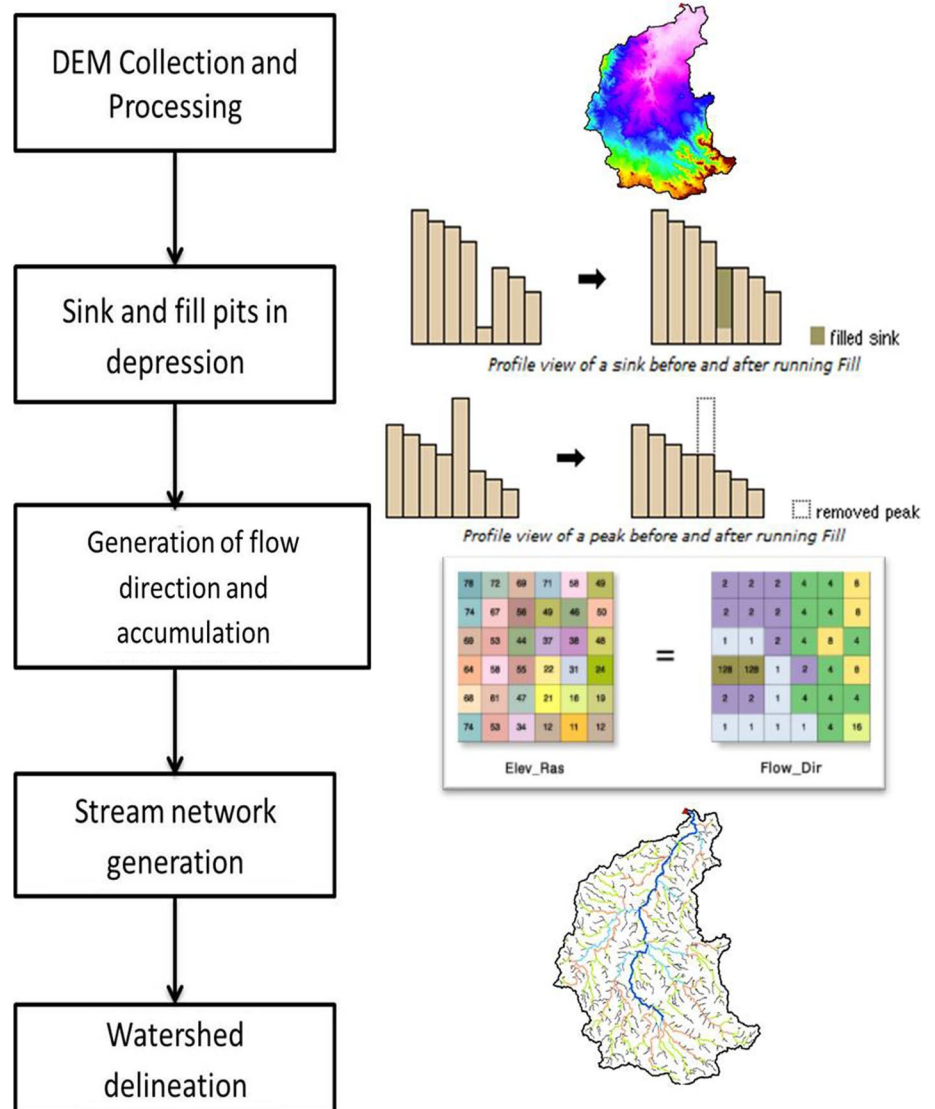 DEM Collection and
Processing
Sink and fill pits in
depression
filled sink
Profile view of a sink before and after running Fill
removed peak
Profile view of a peak before and after running Fill
Generation of flow
direction and
accumulation
78 72 69 71 58 49
74 67 56 49 46 50
69 53 44 37 38 48
64 58 55 22 31 24
68 61 47 21 16 19
74 53 34 12 11 12
Elev_Ras
=
2 2 2 4 4 8
2 2 2 4 4 8
1 1 2 4 8 4
128 128 1 2 4 8
2 2 1 4 4 4
1 1 1 1 4 16
Flow_Dir
Stream network
generation
Watershed
delineation